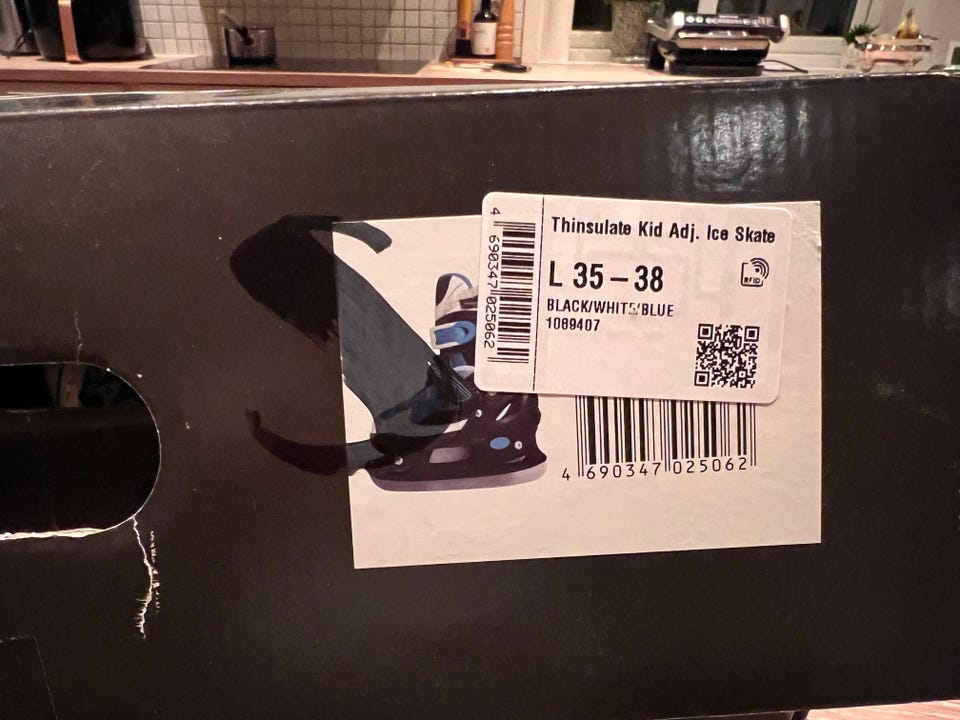 Thinsulate Kid Adj. Ice Skate
L 35 – 38
RFID
BLACK/WHITE/BLUE
1089407
4 690347 025062
4 690347 025062